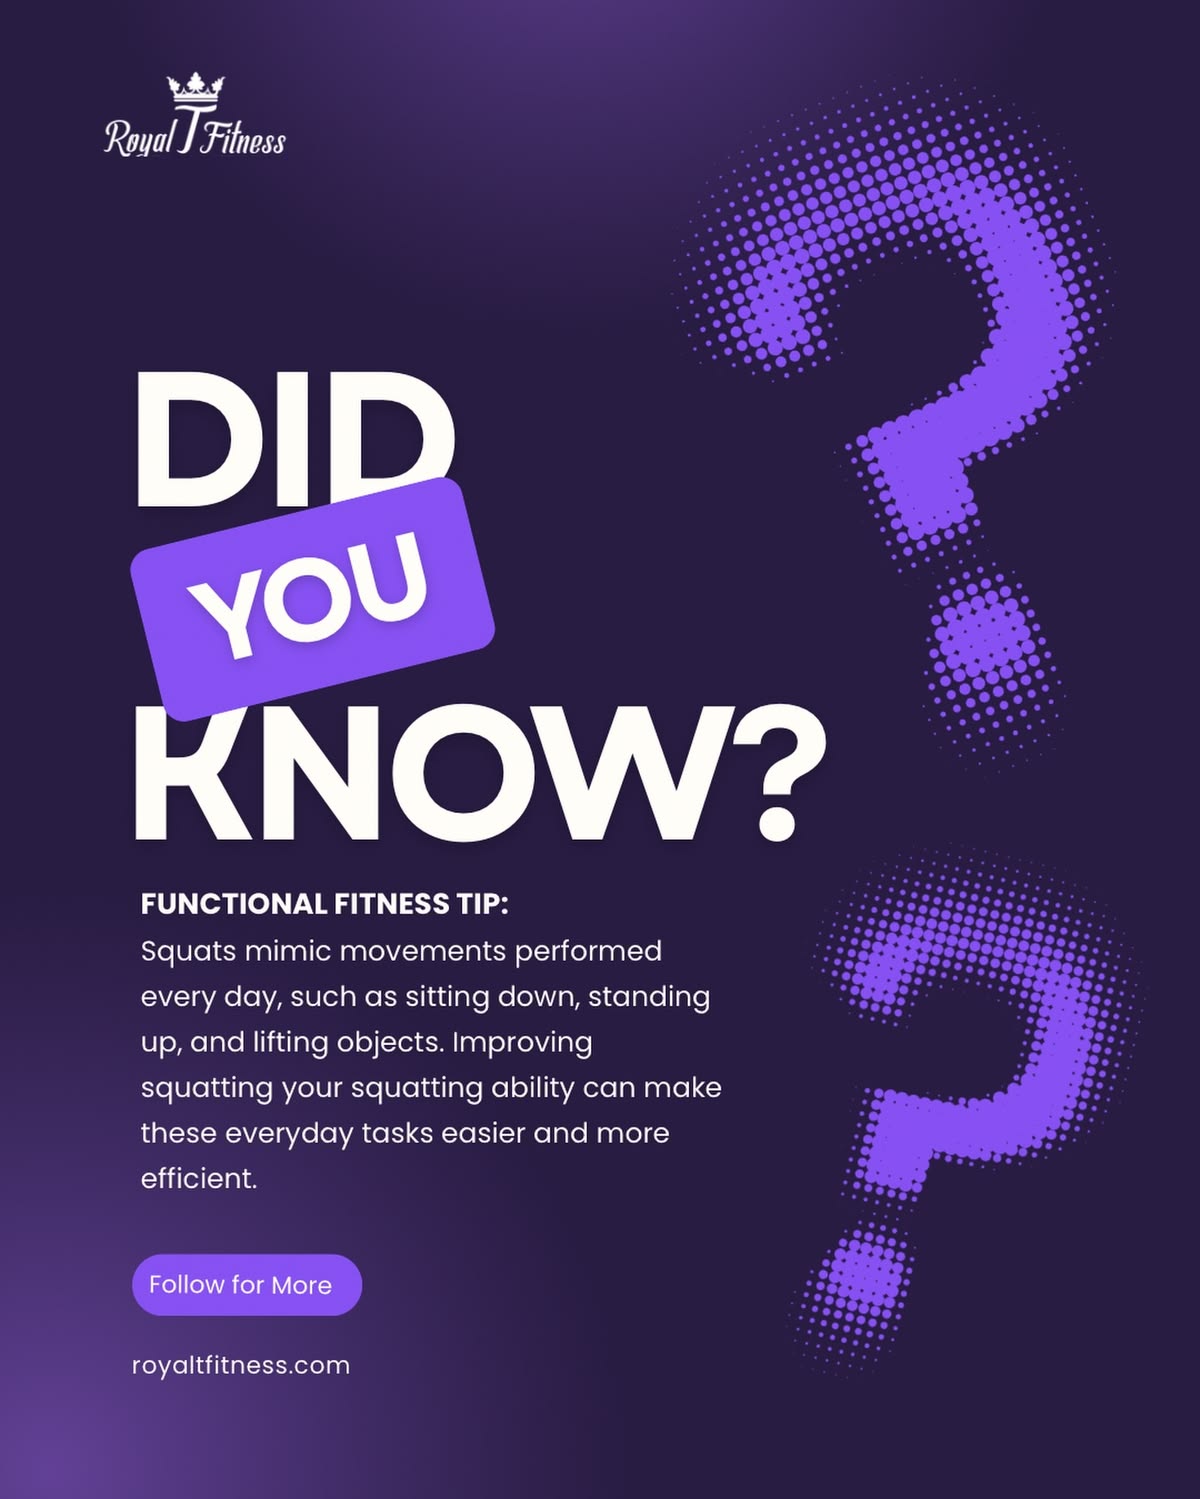 Royal T Fitness
DID
YOU
KNOW?
FUNCTIONAL FITNESS TIP:
Squats mimic movements performed
every day, such as sitting down, standing
up, and lifting objects. Improving
squatting your squatting ability can make
these everyday tasks easier and more
efficient.
Follow for More
royaltfitness.com